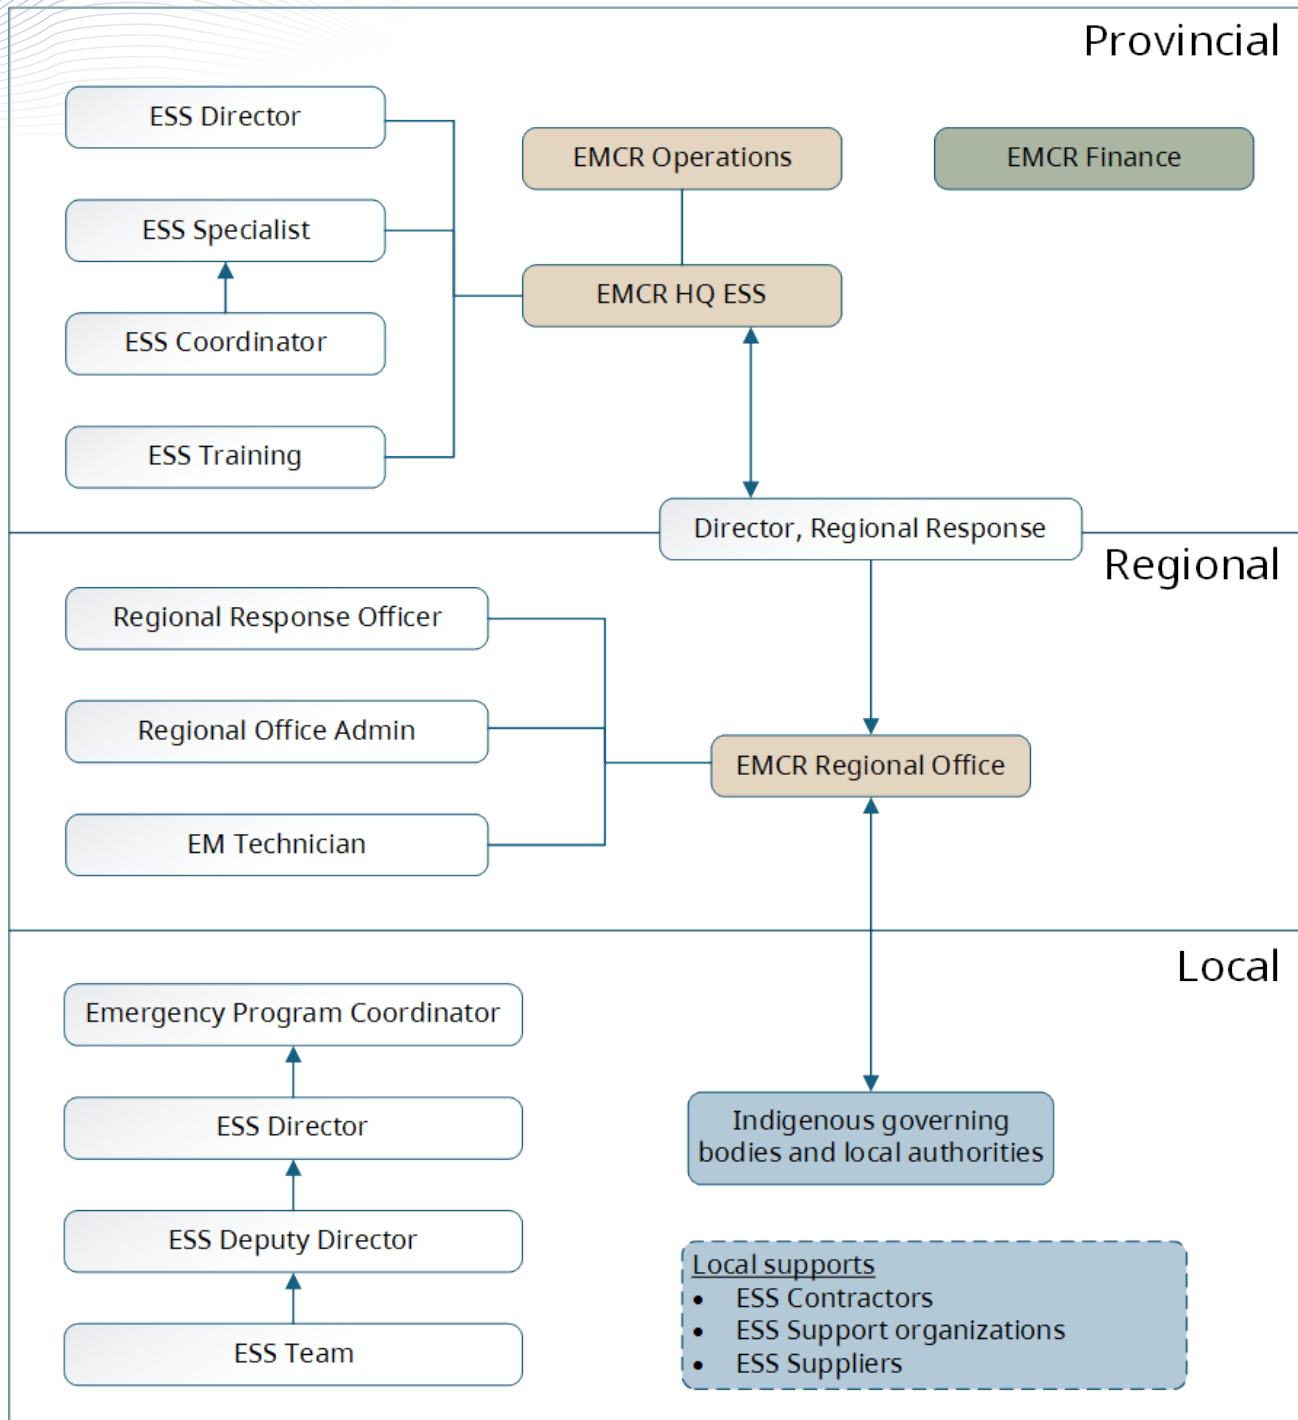 Provincial
ESS Director
EMCR Operations
EMCR Finance
ESS Specialist
EMCR HQ ESS
ESS Coordinator
ESS Training
Director, Regional Response
Regional
Regional Response Officer
Regional Office Admin
EMCR Regional Office
EM Technician
Local
Emergency Program Coordinator
ESS Director
Indigenous governing
bodies and local authorities
ESS Deputy Director
ESS Team
Local supports
• ESS Contractors
• ESS Support organizations
• ESS Suppliers